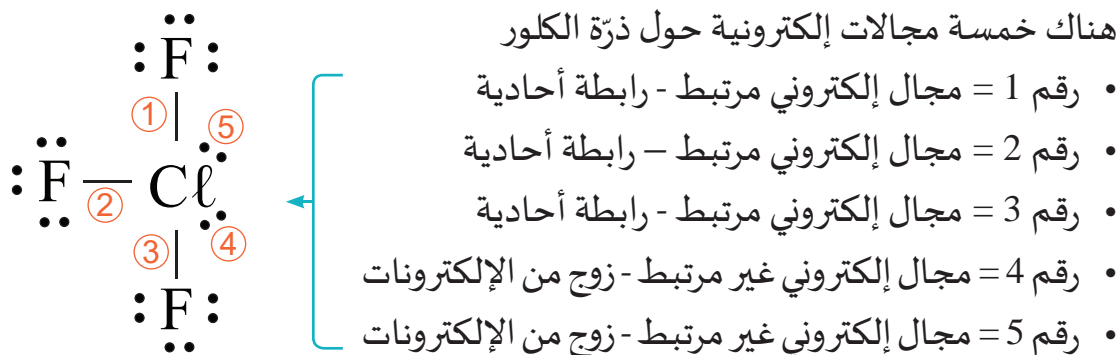 هناك خمسة مجالات إلكترونية حول ذرّة الكلور
• رقم 1 = مجال إلكتروني مرتبط - رابطة أحادية
• رقم 2 = مجال إلكتروني مرتبط – رابطة أحادية
• رقم 3 = مجال إلكتروني مرتبط - رابطة أحادية
• رقم 4 = مجال إلكتروني غير مرتبط - زوج من الإلكترونات
• رقم 5 = مجال إلكتروني غير مرتبط - زوج من الإلكترونات
F
1 5
F 2 Cℓ
3 4
F